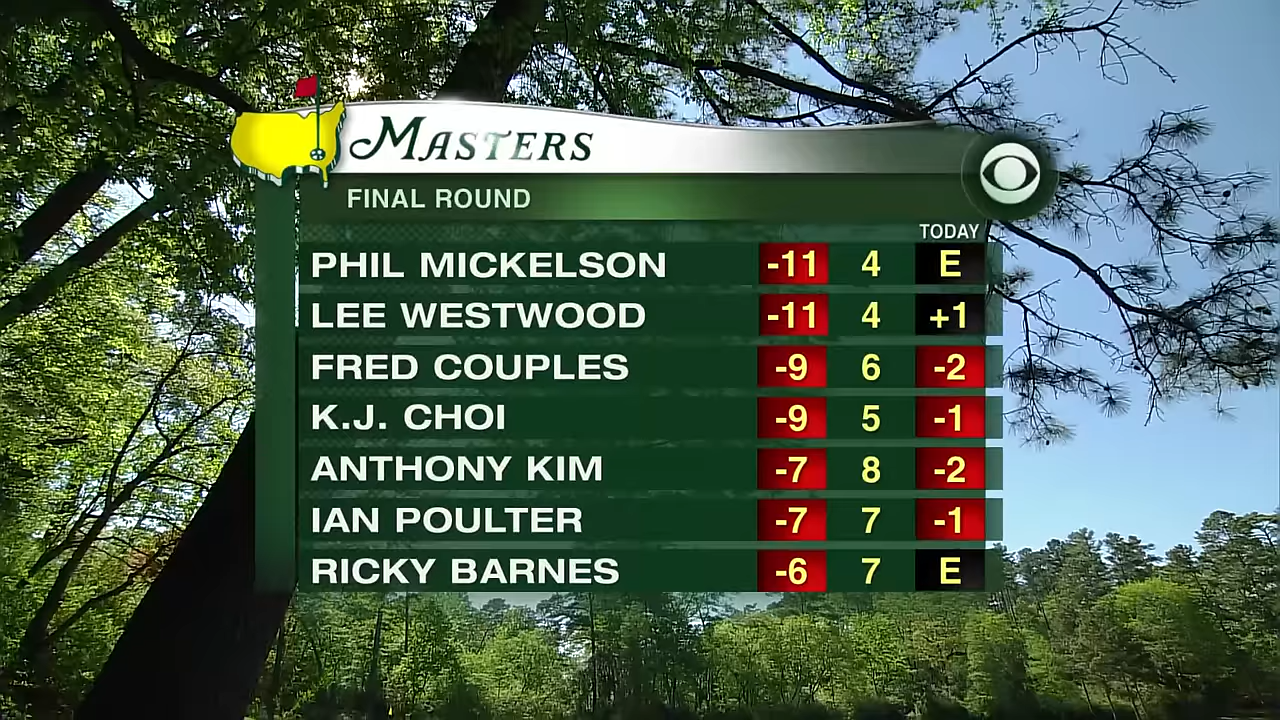 Masters
FINAL ROUND
TODAY
PHIL MICKELSON -11 4 E
LEE WESTWOOD -11 4 +1
FRED COUPLES -9 6 -2
K.J. CHOI -9 5 -1
ANTHONY KIM -7 8 -2
IAN POULTER -7 7 -1
RICKY BARNES -6 7 E